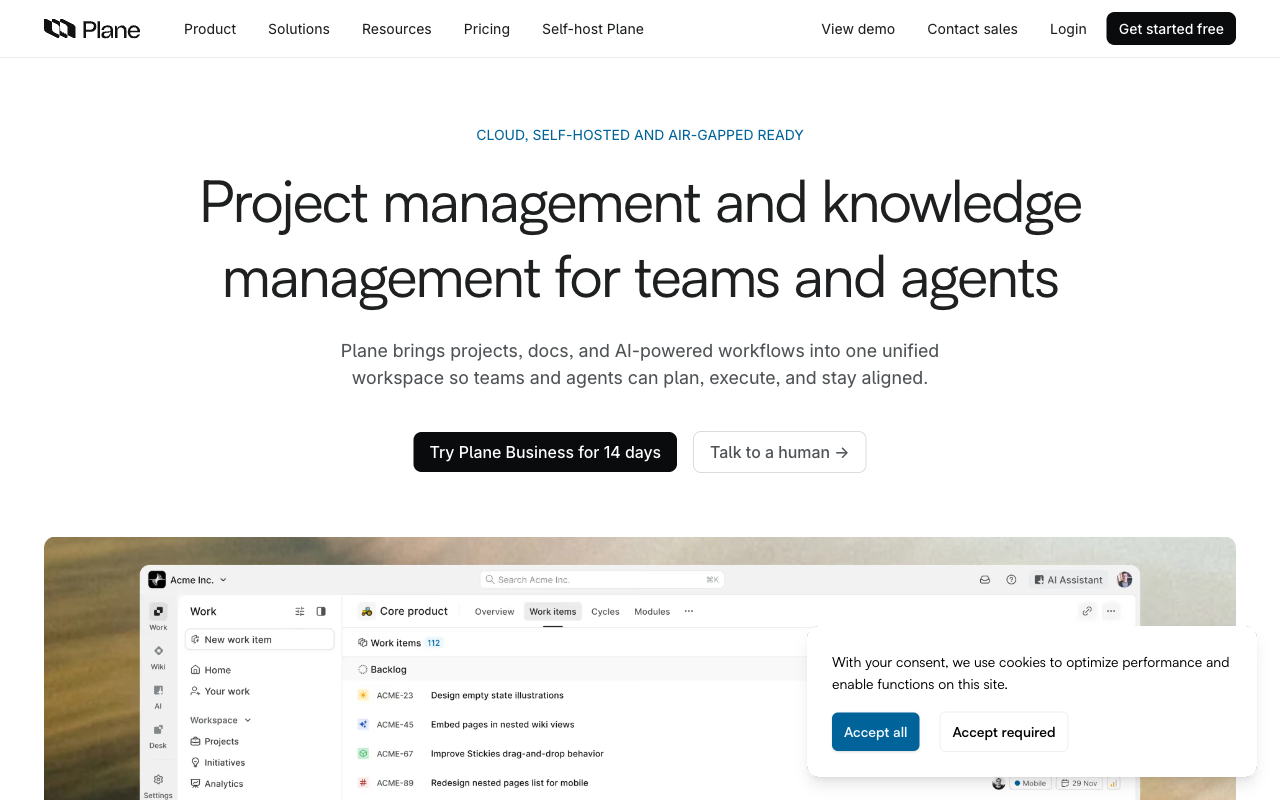 Plane
Product
Solutions
Resources
Pricing
Self-host Plane
View demo
Contact sales
Login
Get started free
CLOUD, SELF-HOSTED AND AIR-GAPPED READY
Project management and knowledge
management for teams and agents
Plane brings projects, docs, and AI-powered workflows into one unified
workspace so teams and agents can plan, execute, and stay aligned.
Try Plane Business for 14 days
Talk to a human →
Acme Inc.
Search Acme Inc.
⌘K
AI Assistant
Work
Wiki
AI
Desk
Settings
Work
New work item
Home
Your work
Workspace
Projects
Initiatives
Analytics
Core product
Overview
Work items
Cycles
Modules
Work items 112
Backlog
ACME-23 Design empty state illustrations
ACME-45 Embed pages in nested wiki views
ACME-67 Improve Stickies drag-and-drop behavior
ACME-89 Redesign nested pages list for mobile
Mobile
29 Nov
With your consent, we use cookies to optimize performance and
enable functions on this site.
Accept all
Accept required